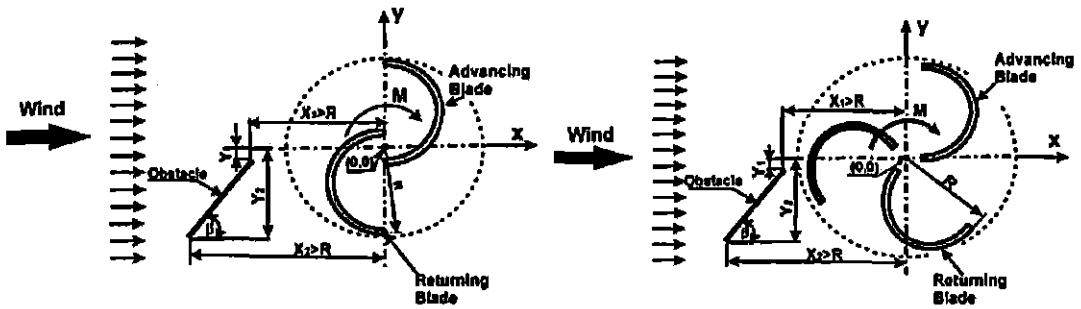 Y
Advancing
Blade
Wind
M
X₁>R
X
Y₁
(0,0)
Obstacle
Y₂
R
β
X₂>R
Returning
Blade
Y
Advancing
Blade
X₁>R
M
Wind
X
Y₁
(0,0)
Obstacle
Y₂
R
β
X₂>R
Returning
Blade